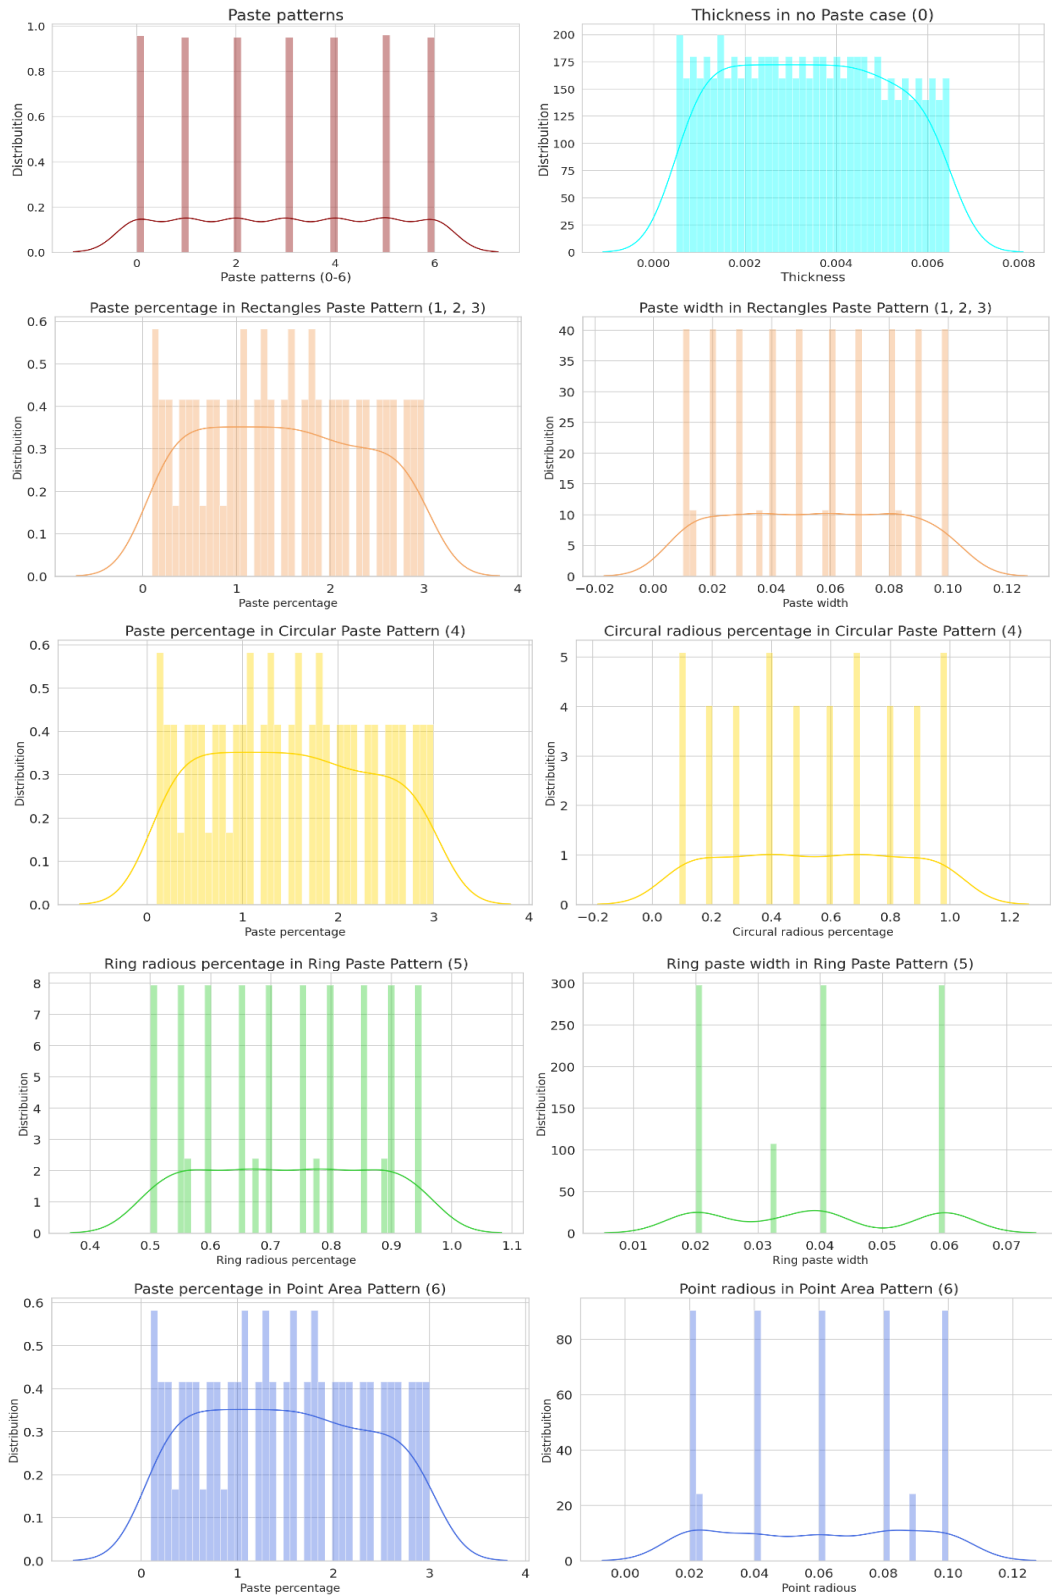 Paste patterns
1.0
0.8
0.6
0.4
0.2
0.0
Distribuition
0 2 4 6
Paste patterns (0-6)
Thickness in no Paste case (0)
200
175
150
125
100
75
50
25
0
Distribuition
0.000 0.002 0.004 0.006 0.008
Thickness
Paste percentage in Rectangles Paste Pattern (1, 2, 3)
0.6
0.5
0.4
0.3
0.2
0.1
0.0
Distribuition
0 1 2 3 4
Paste percentage
Paste width in Rectangles Paste Pattern (1, 2, 3)
40
35
30
25
20
15
10
5
0
Distribuition
−0.02 0.00 0.02 0.04 0.06 0.08 0.10 0.12
Paste width
Paste percentage in Circular Paste Pattern (4)
0.6
0.5
0.4
0.3
0.2
0.1
0.0
Distribuition
0 1 2 3 4
Paste percentage
Circural radious percentage in Circular Paste Pattern (4)
5
4
3
2
1
0
Distribuition
−0.2 0.0 0.2 0.4 0.6 0.8 1.0 1.2
Circural radious percentage
Ring radious percentage in Ring Paste Pattern (5)
8
7
6
5
4
3
2
1
0
Distribuition
0.4 0.5 0.6 0.7 0.8 0.9 1.0 1.1
Ring radious percentage
Ring paste width in Ring Paste Pattern (5)
300
250
200
150
100
50
0
Distribuition
0.01 0.02 0.03 0.04 0.05 0.06 0.07
Ring paste width
Paste percentage in Point Area Pattern (6)
0.6
0.5
0.4
0.3
0.2
0.1
0.0
Distribuition
0 1 2 3 4
Paste percentage
Point radious in Point Area Pattern (6)
80
60
40
20
0
Distribuition
0.00 0.02 0.04 0.06 0.08 0.10 0.12
Point radious